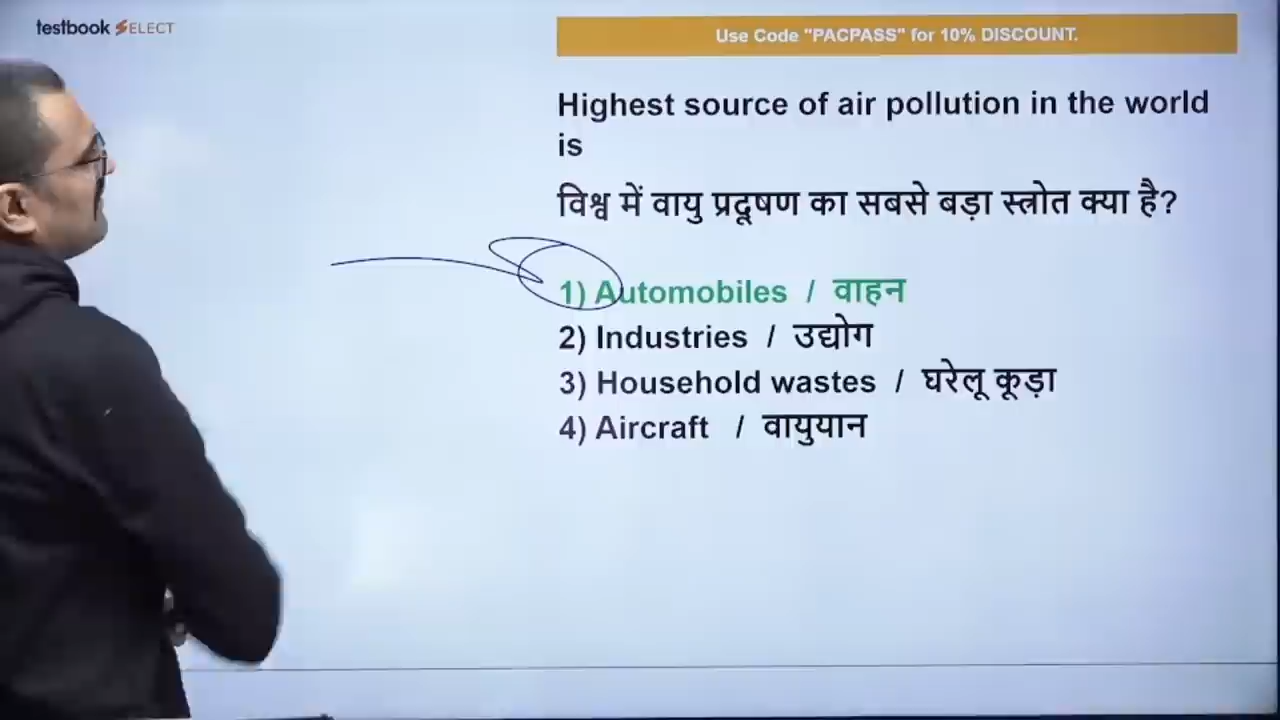 testbook SELECT
Use Code "PACPASS" for 10% DISCOUNT.
Highest source of air pollution in the world
is
विश्व में वायु प्रदूषण का सबसे बड़ा स्त्रोत क्या है?
1) Automobiles / वाहन
2) Industries / उद्योग
3) Household wastes / घरेलू कूड़ा
4) Aircraft / वायुयान